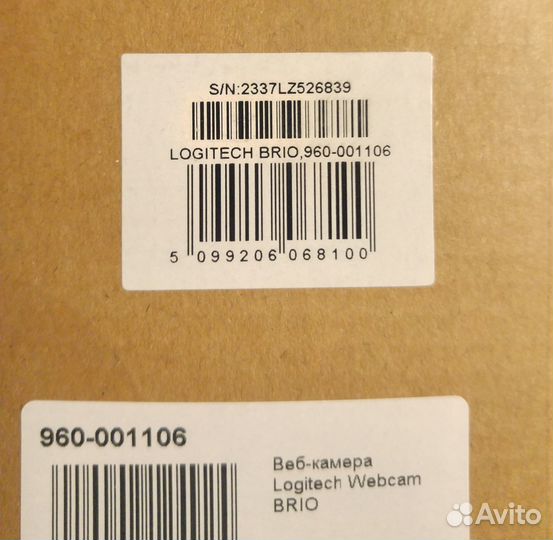 S/N:2337LZ526839
LOGITECH BRIO,960-001106
5 099206 068100
960-001106
Веб-камера
Logitech Webcam
BRIO
Avito